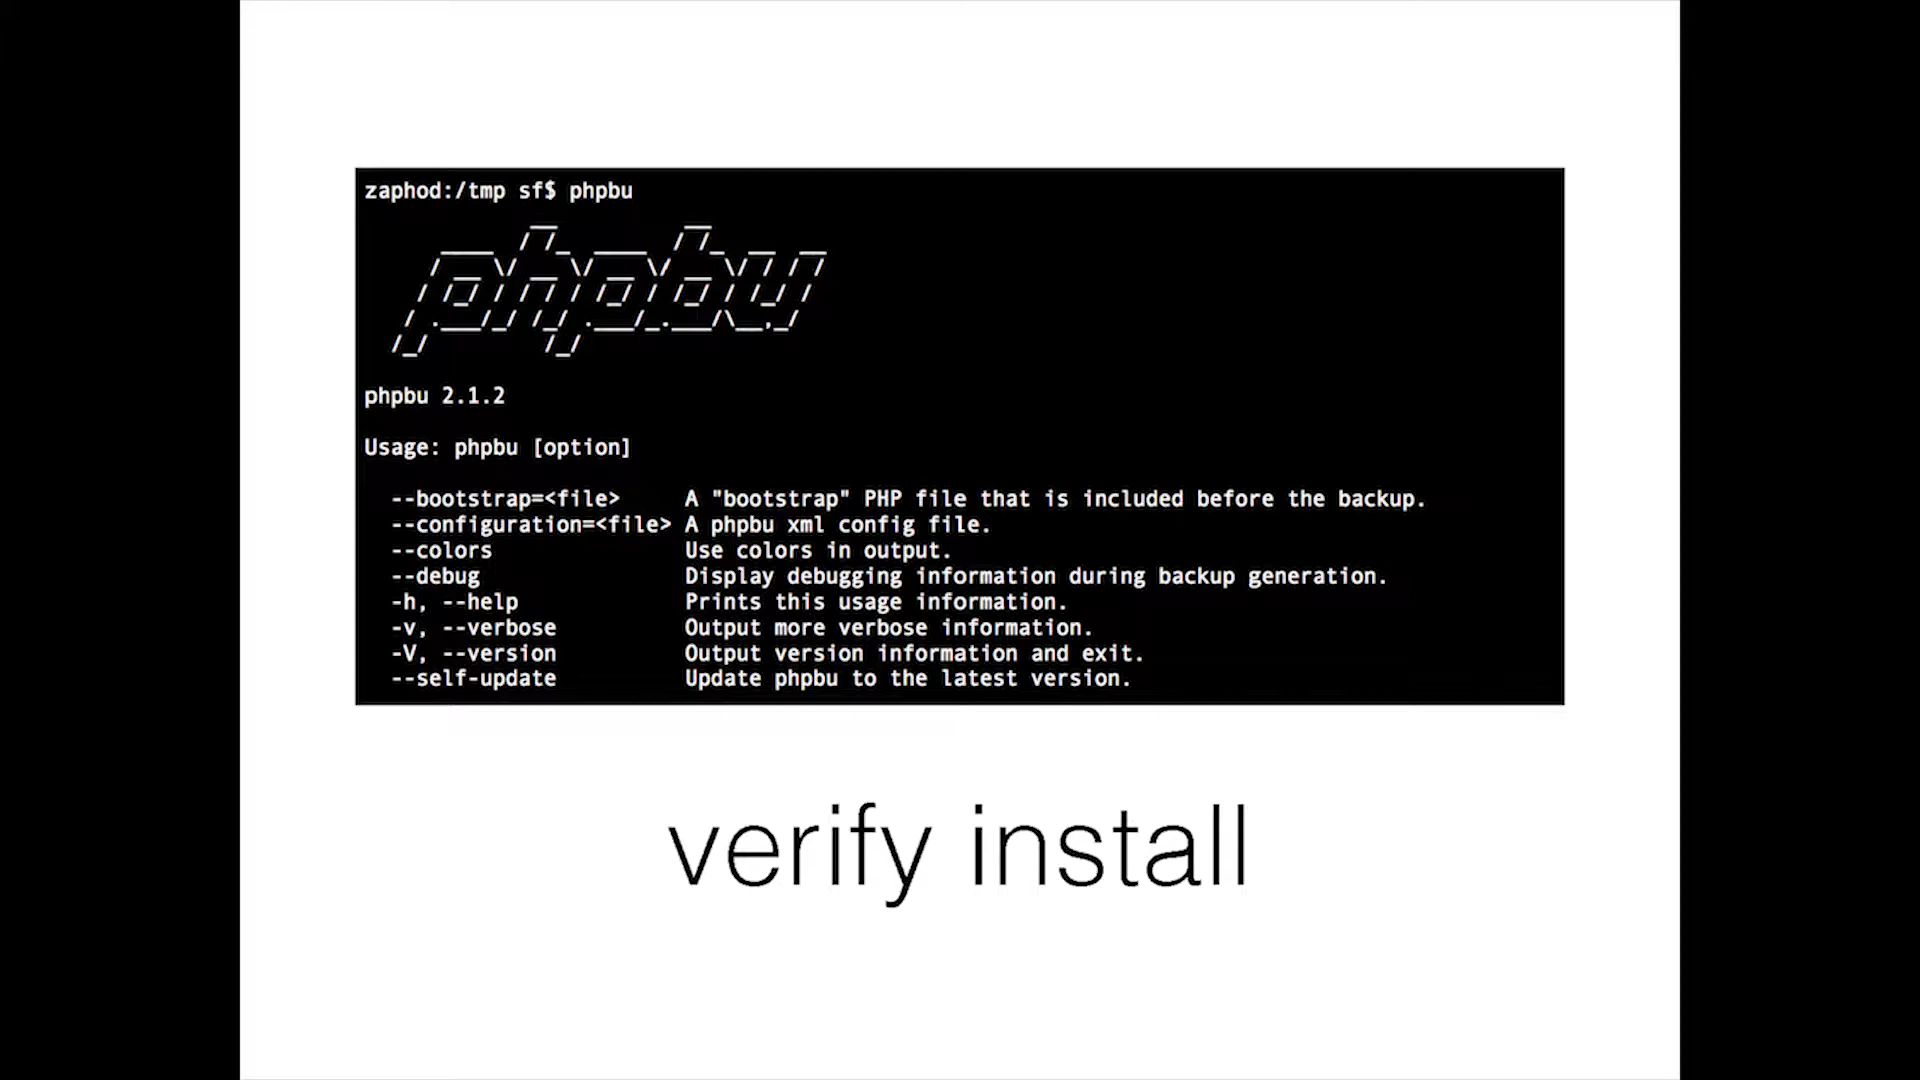 zaphod:/tmp sf$ phpbu
phpbu
phpbu 2.1.2
Usage: phpbu [option]
--bootstrap=<file> A "bootstrap" PHP file that is included before the backup.
--configuration=<file> A phpbu xml config file.
--colors Use colors in output.
--debug Display debugging information during backup generation.
-h, --help Prints this usage information.
-v, --verbose Output more verbose information.
-V, --version Output version information and exit.
--self-update Update phpbu to the latest version.
verify install